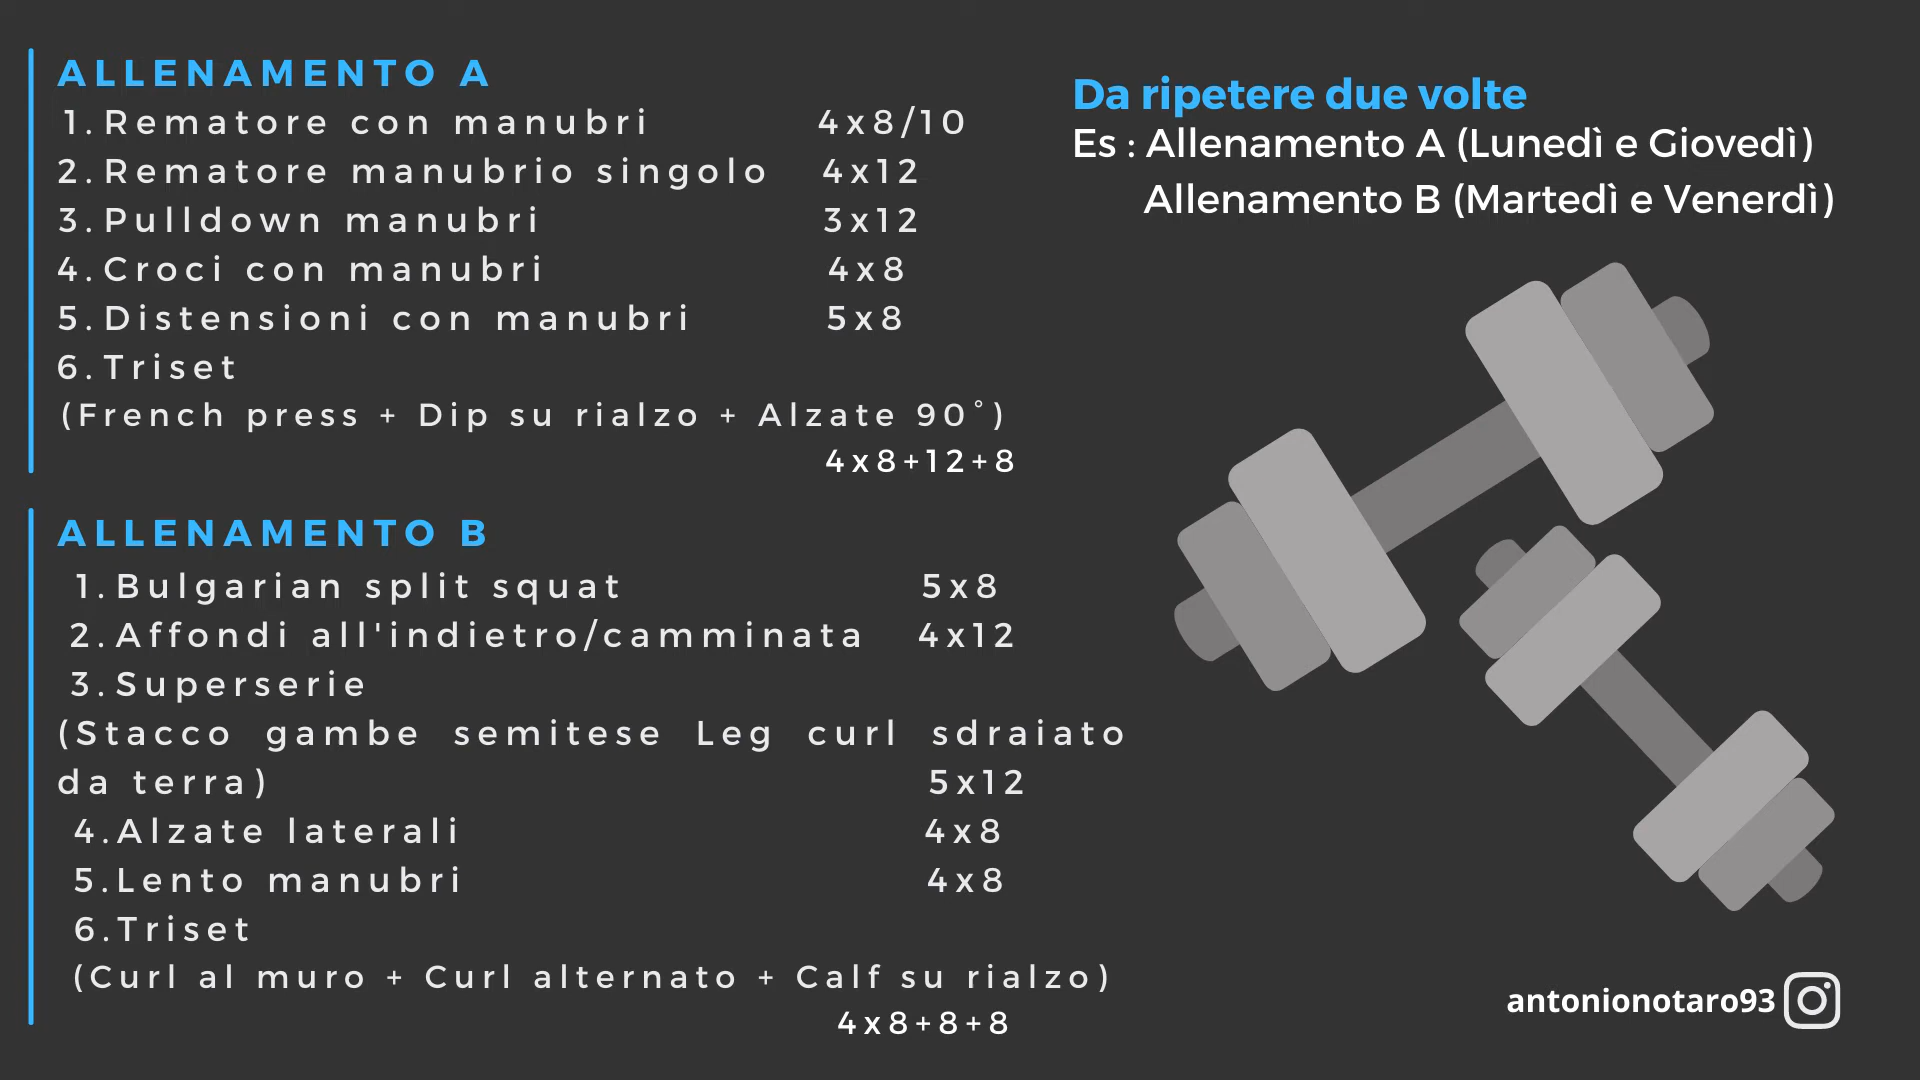 ALLENAMENTO A
1. Rematore con manubri 4x8/10
2. Rematore manubrio singolo 4x12
3. Pulldown manubri 3x12
4. Croci con manubri 4x8
5. Distensioni con manubri 5x8
6. Triset
(French press + Dip su rialzo + Alzate 90°)
4x8+12+8
ALLENAMENTO B
1. Bulgarian split squat 5x8
2. Affondi all'indietro/camminata 4x12
3. Superserie
(Stacco gambe semitese Leg curl sdraiato
da terra) 5x12
4. Alzate laterali 4x8
5. Lento manubri 4x8
6. Triset
(Curl al muro + Curl alternato + Calf su rialzo)
4x8+8+8
Da ripetere due volte
Es : Allenamento A (Lunedì e Giovedì)
Allenamento B (Martedì e Venerdì)
antonionotaro93